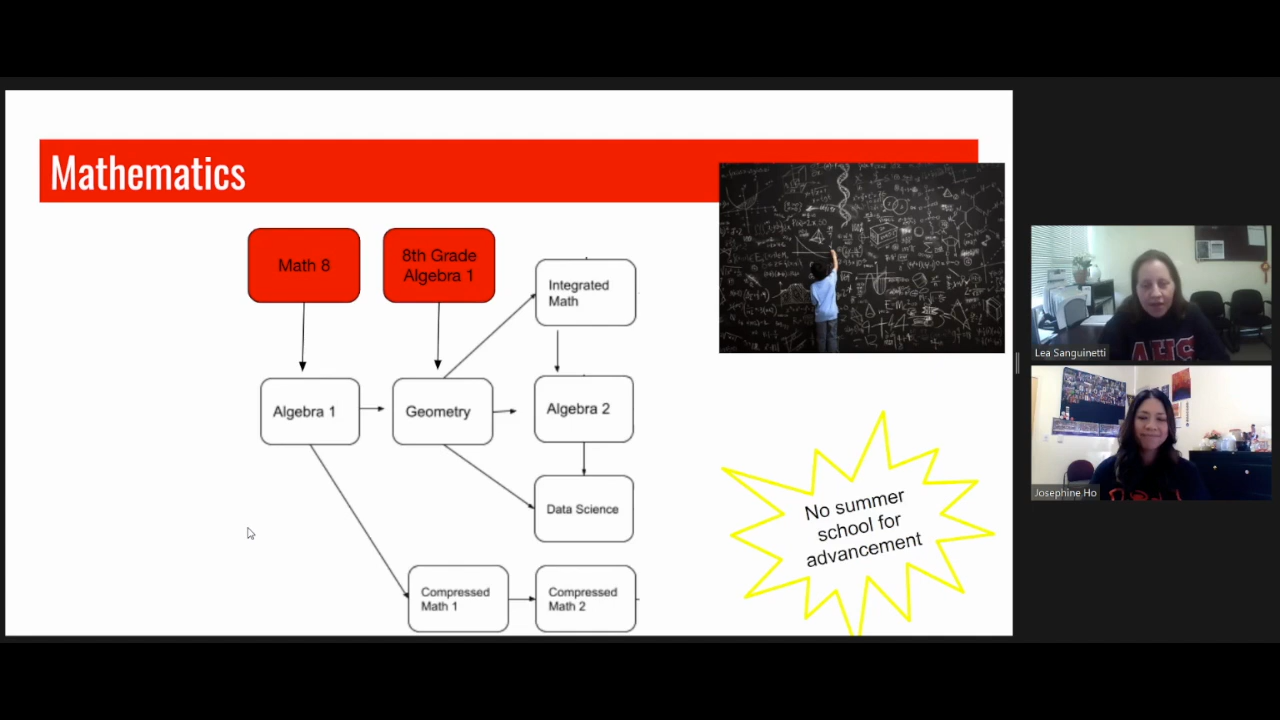 Mathematics
Math 8
8th Grade
Algebra 1
Integrated
Math
Algebra 1
Geometry
Algebra 2
Data Science
Compressed
Math 1
Compressed
Math 2
No summer
school for
advancement
Lea Sanguinetti
AHS
Josephine Ho